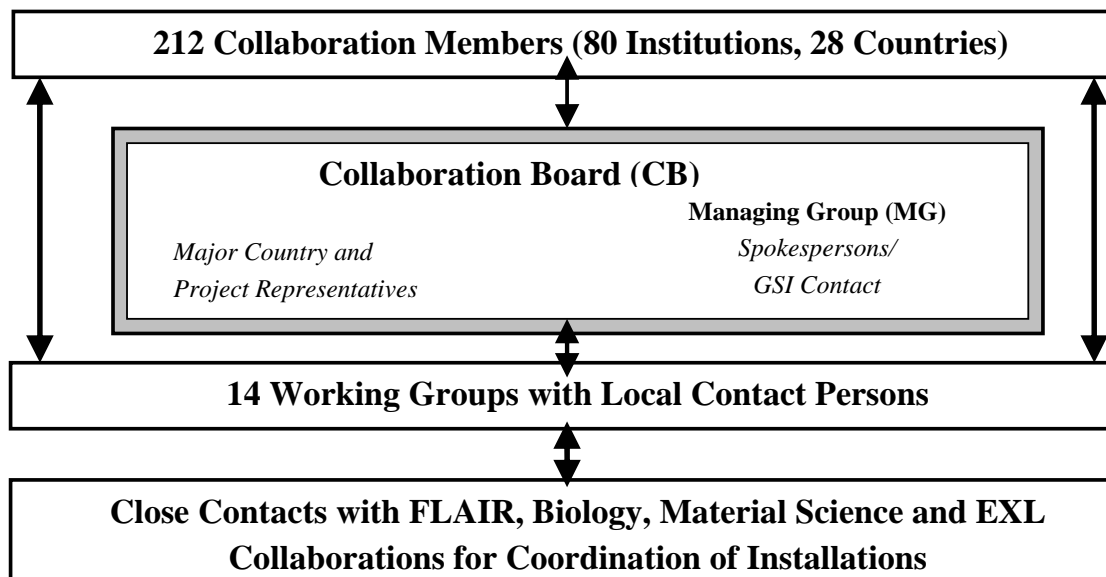 212 Collaboration Members (80 Institutions, 28 Countries)
Collaboration Board (CB)
Managing Group (MG)
Major Country and
Project Representatives
Spokespersons/
GSI Contact
14 Working Groups with Local Contact Persons
Close Contacts with FLAIR, Biology, Material Science and EXL
Collaborations for Coordination of Installations